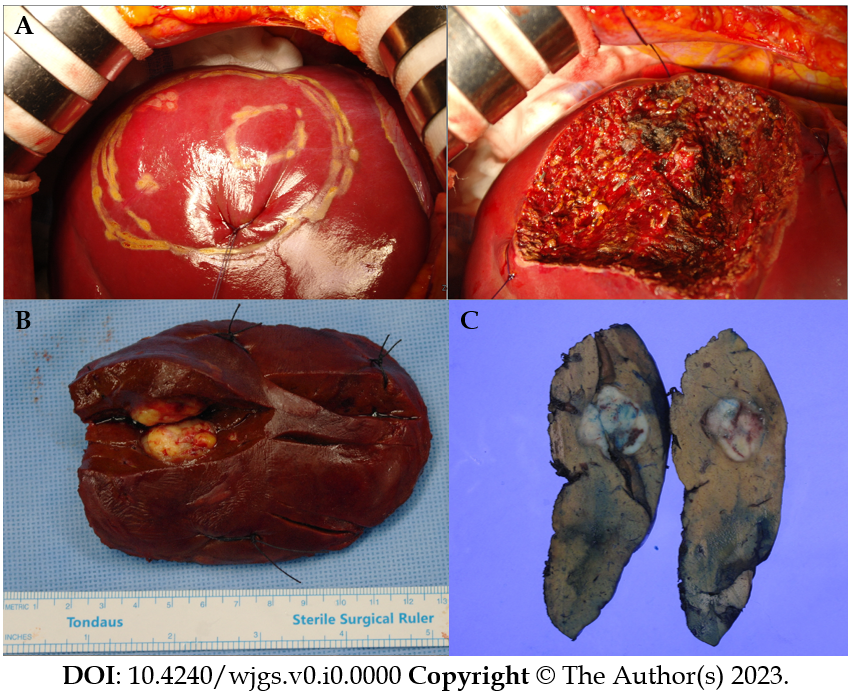 A
B
C
METRIC 1 2 3 4 5 6 7 8 9 10 11 12 13
Tondaus Sterile Surgical Ruler
INCHES 1 2 3 4 5
DOI: 10.4240/wjgs.v0.i0.0000 Copyright © The Author(s) 2023.